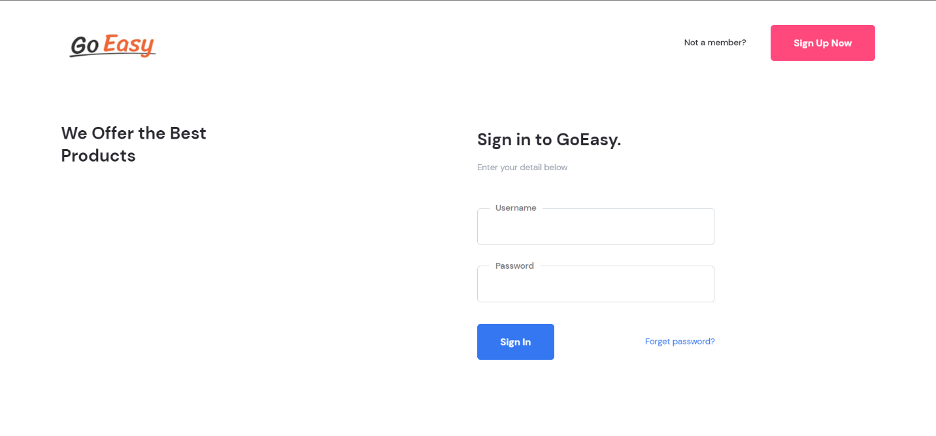 Go Easy
Not a member?
Sign Up Now
We Offer the Best
Products
Sign in to GoEasy.
Enter your detail below
Username
Password
Sign In
Forget password?